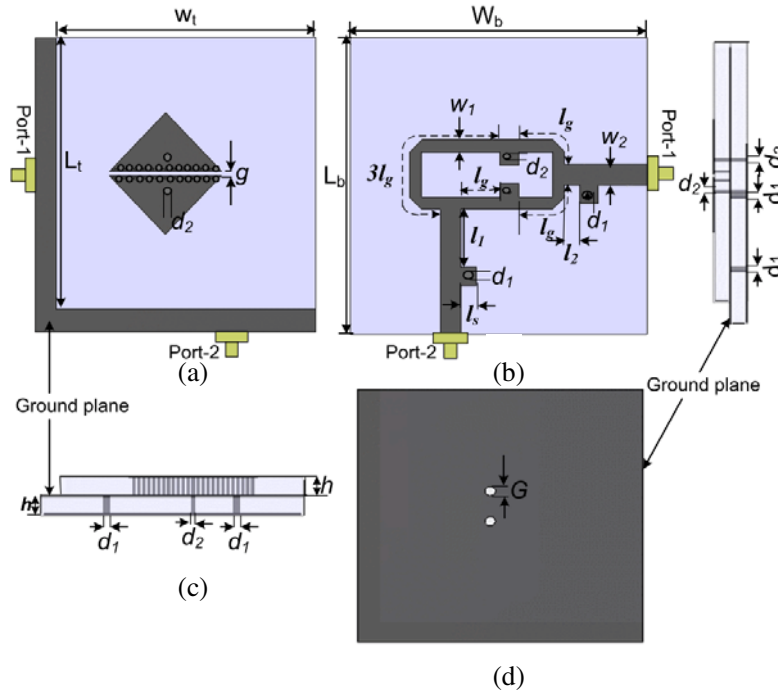 w_t
Port-1
L_t
g
d_2
Port-2
(a)
W_b
w_1
l_g
w_2
Port-1
L_b
3l_g
l_g
d_2
d_1
l_g
l_2
l_1
d_1
l_s
Port-2
(b)
d_2
d_2
d_1
d_1
Ground plane
Ground plane
h
h
d_1
d_2
d_1
(c)
G
(d)